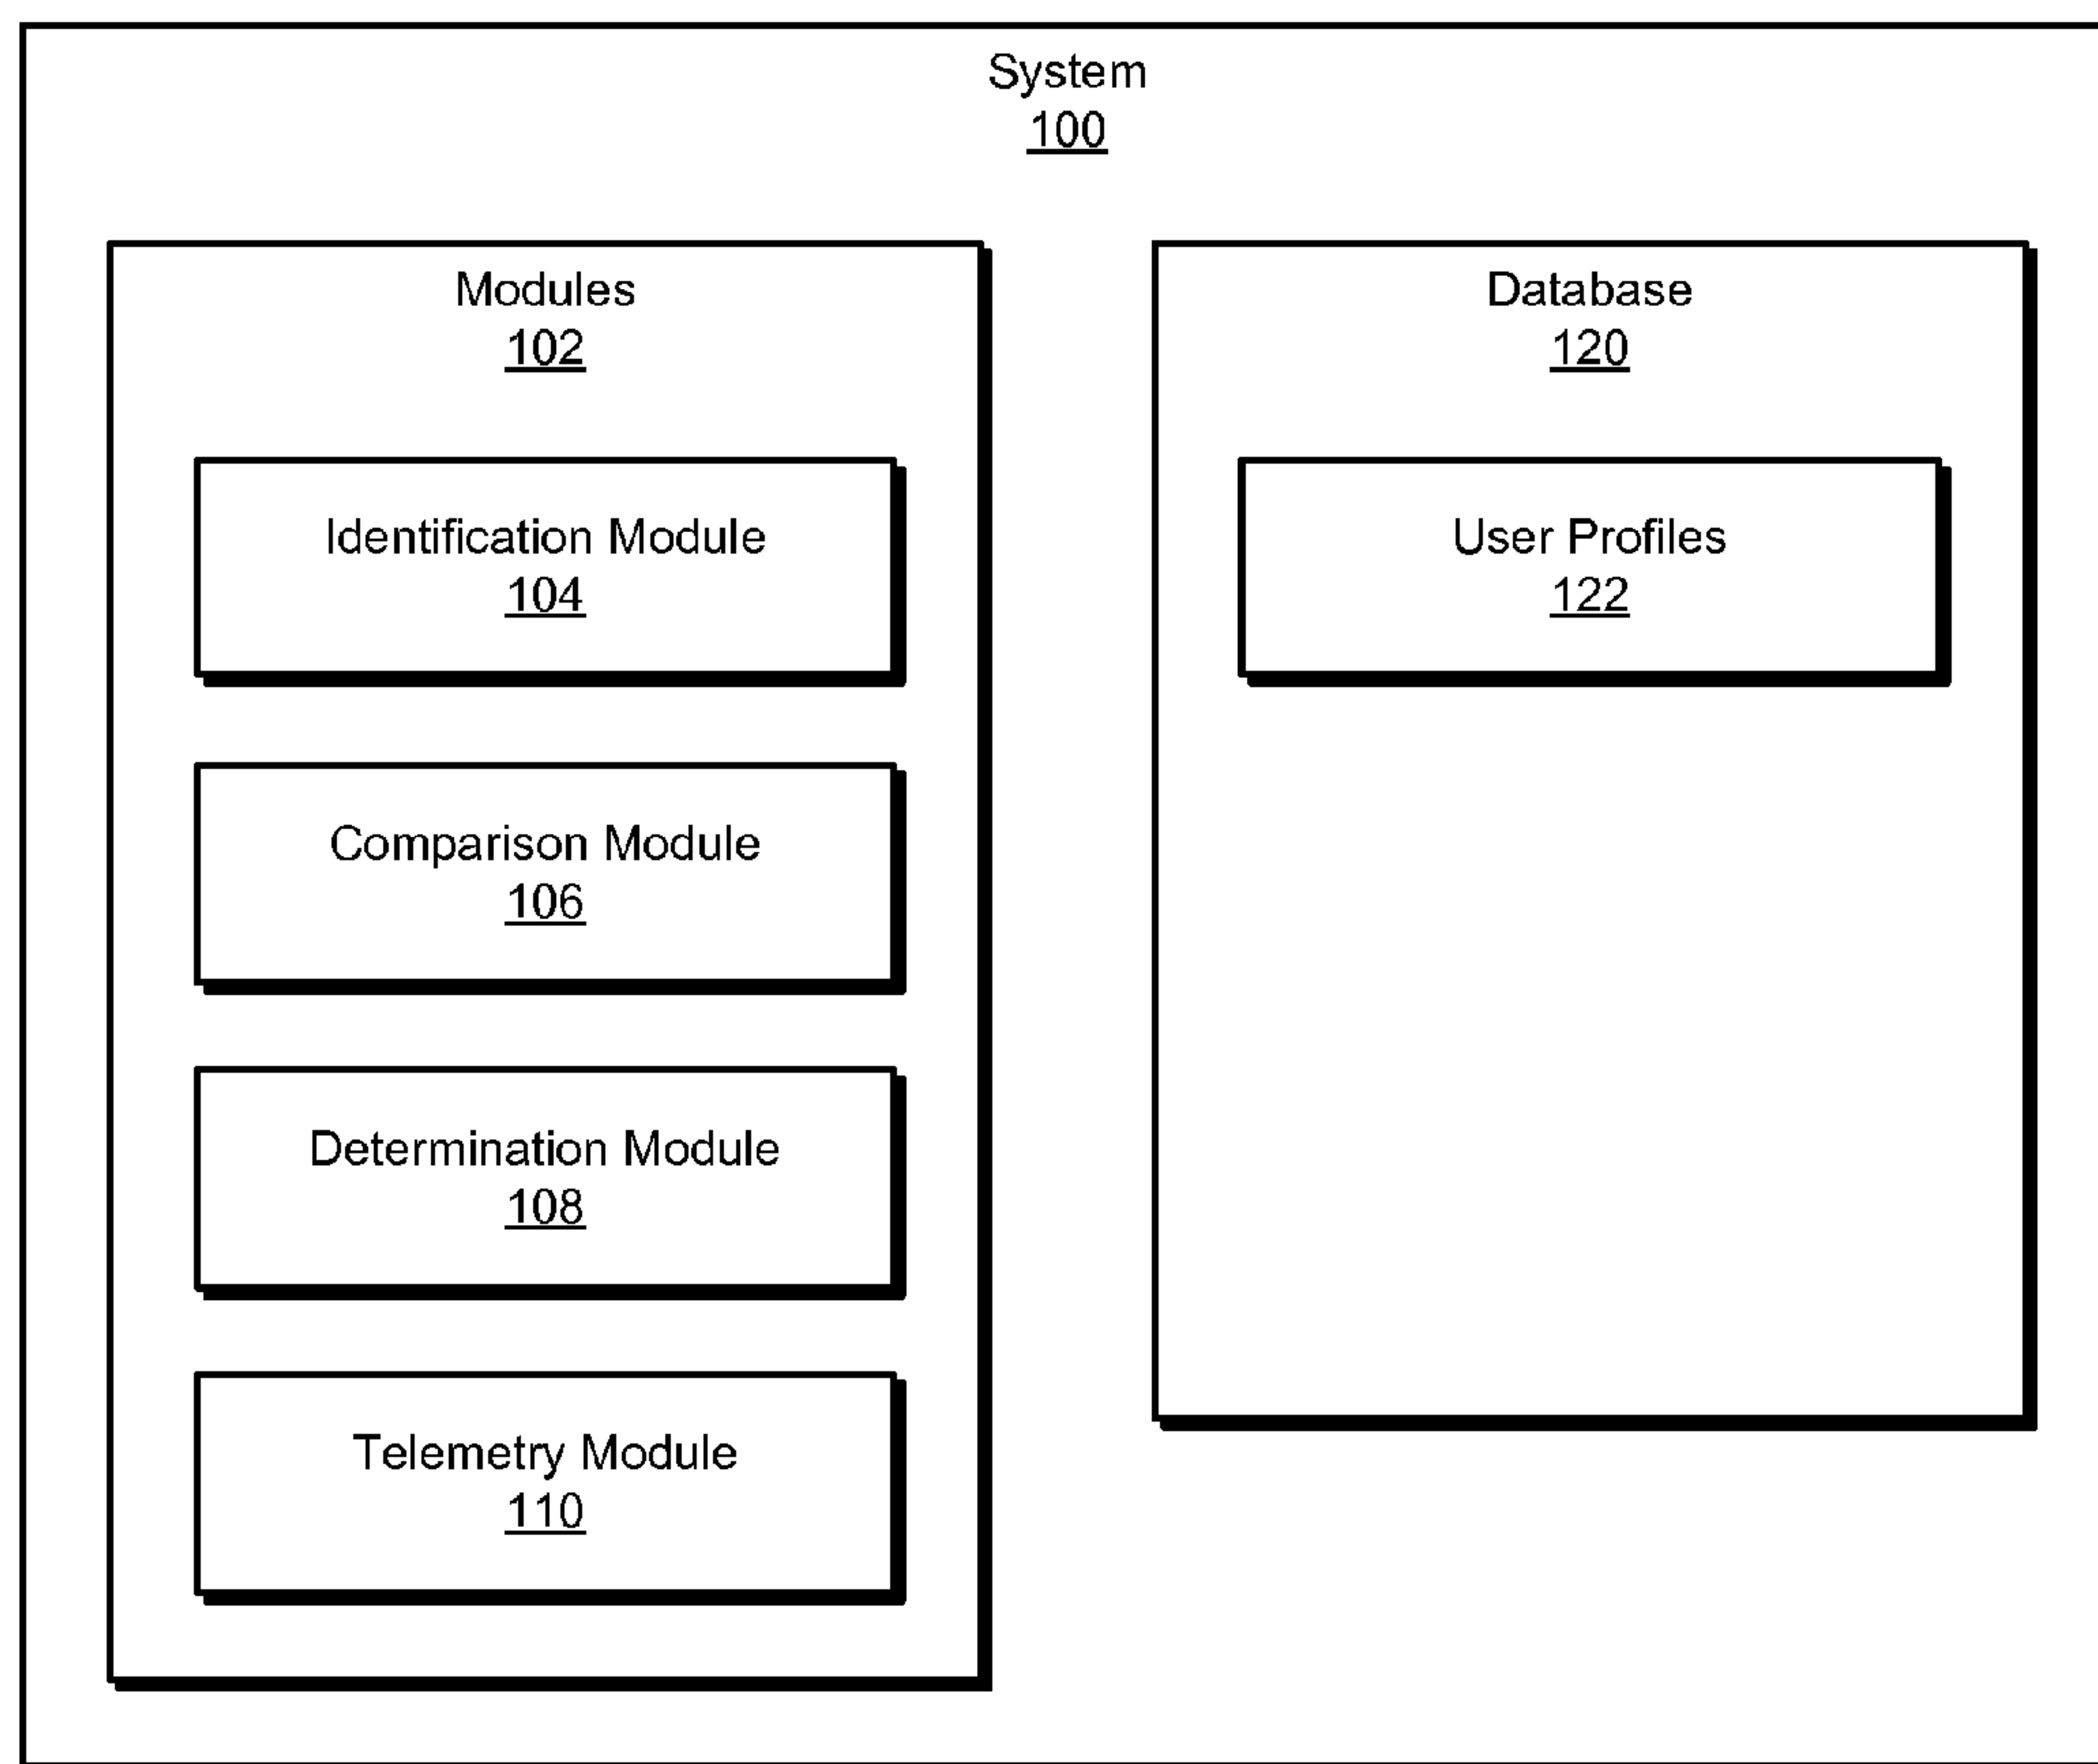 System
100
Modules
102
Identification Module
104
Comparison Module
106
Determination Module
108
Telemetry Module
110
Database
120
User Profiles
122